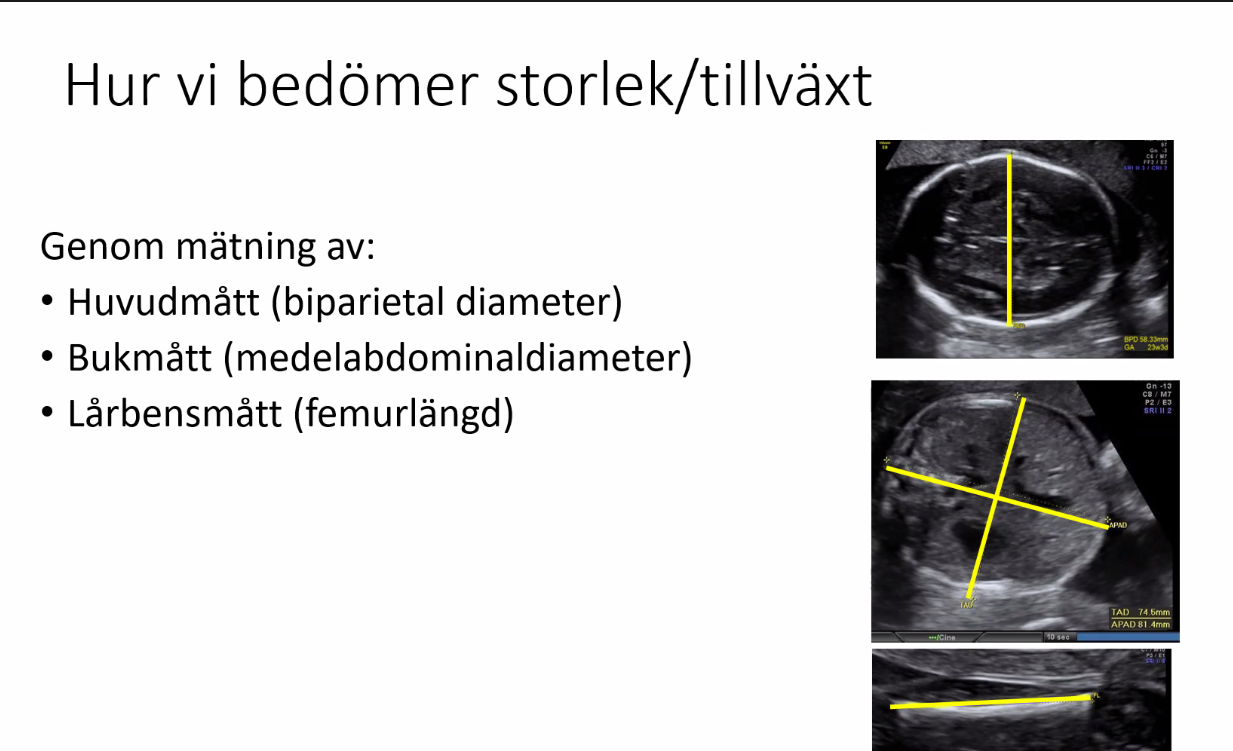 Hur vi bedömer storlek/tillväxt
Genom mätning av:
• Huvudmått (biparietal diameter)
• Bukmått (medelabdominaldiameter)
• Lårbensmått (femurlängd)
Gn -3
C6 / M7
FF2 / E2
SRI II 3 / CRI 2
BPD 58.33mm
GA 23w3d
Gn -13
C8 / M7
P2 / E3
SRI II 2
APAD
TAD
TAD 74.5mm
APAD 81.4mm
/Cine
10 sec
FL